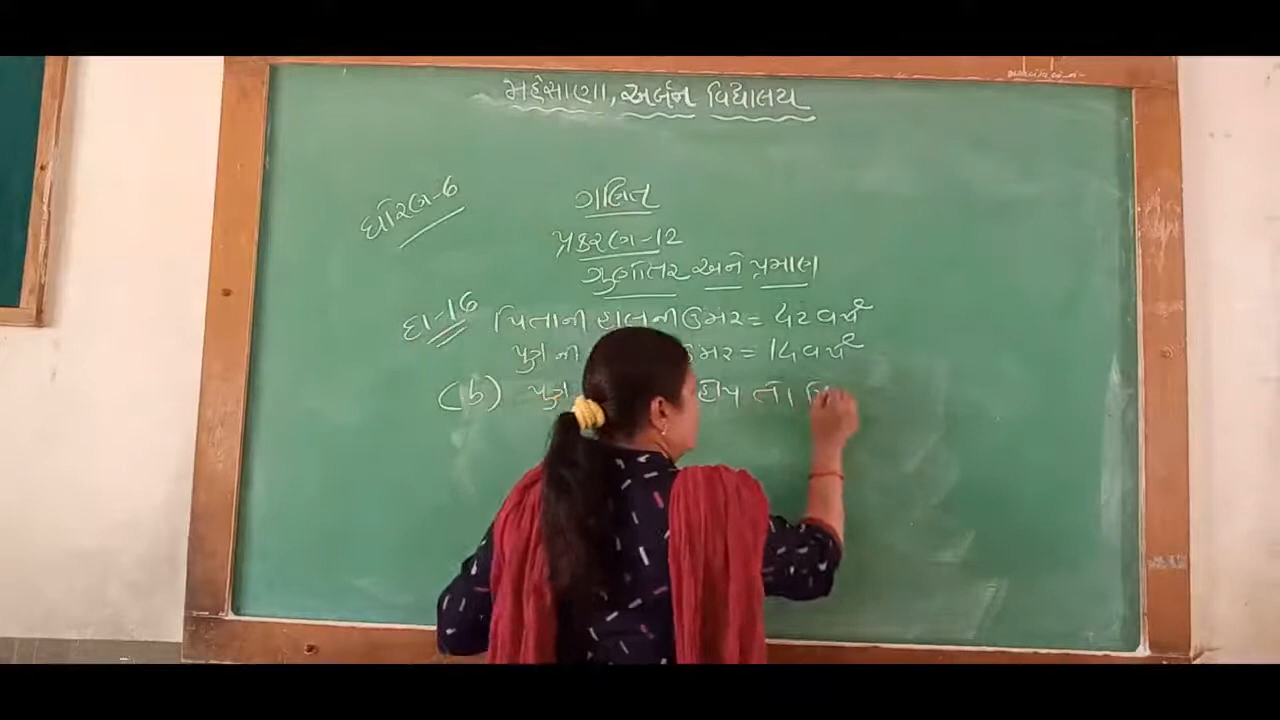 મહેસાણા, અર્બન વિદ્યાલય
ધોરણ-6
ગણિત
પ્રકરણ-12
ગુણોત્તર અને પ્રમાણ
દા-16
પિતાની હાલની ઉંમર = 42 વર્ષ
પુત્ર ની ઉંમર = 14 વર્ષ
(b) પુત્ર હોય તો પિ